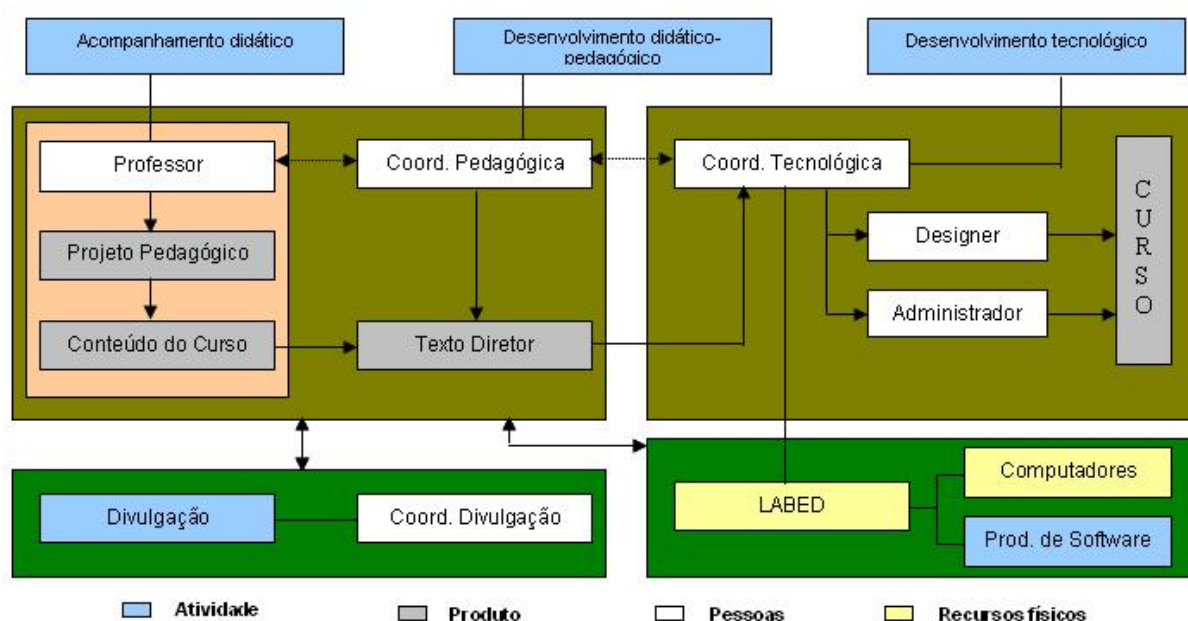 Acompanhamento didático
Desenvolvimento didático-
pedagógico
Desenvolvimento tecnológico
Professor
Coord. Pedagógica
Coord. Tecnológica
CURSO
Designer
Projeto Pedagógico
Administrador
Conteúdo do Curso
Texto Diretor
Computadores
LABED
Divulgação
Coord. Divulgação
Prod. de Software
Atividade
Produto
Pessoas
Recursos físicos